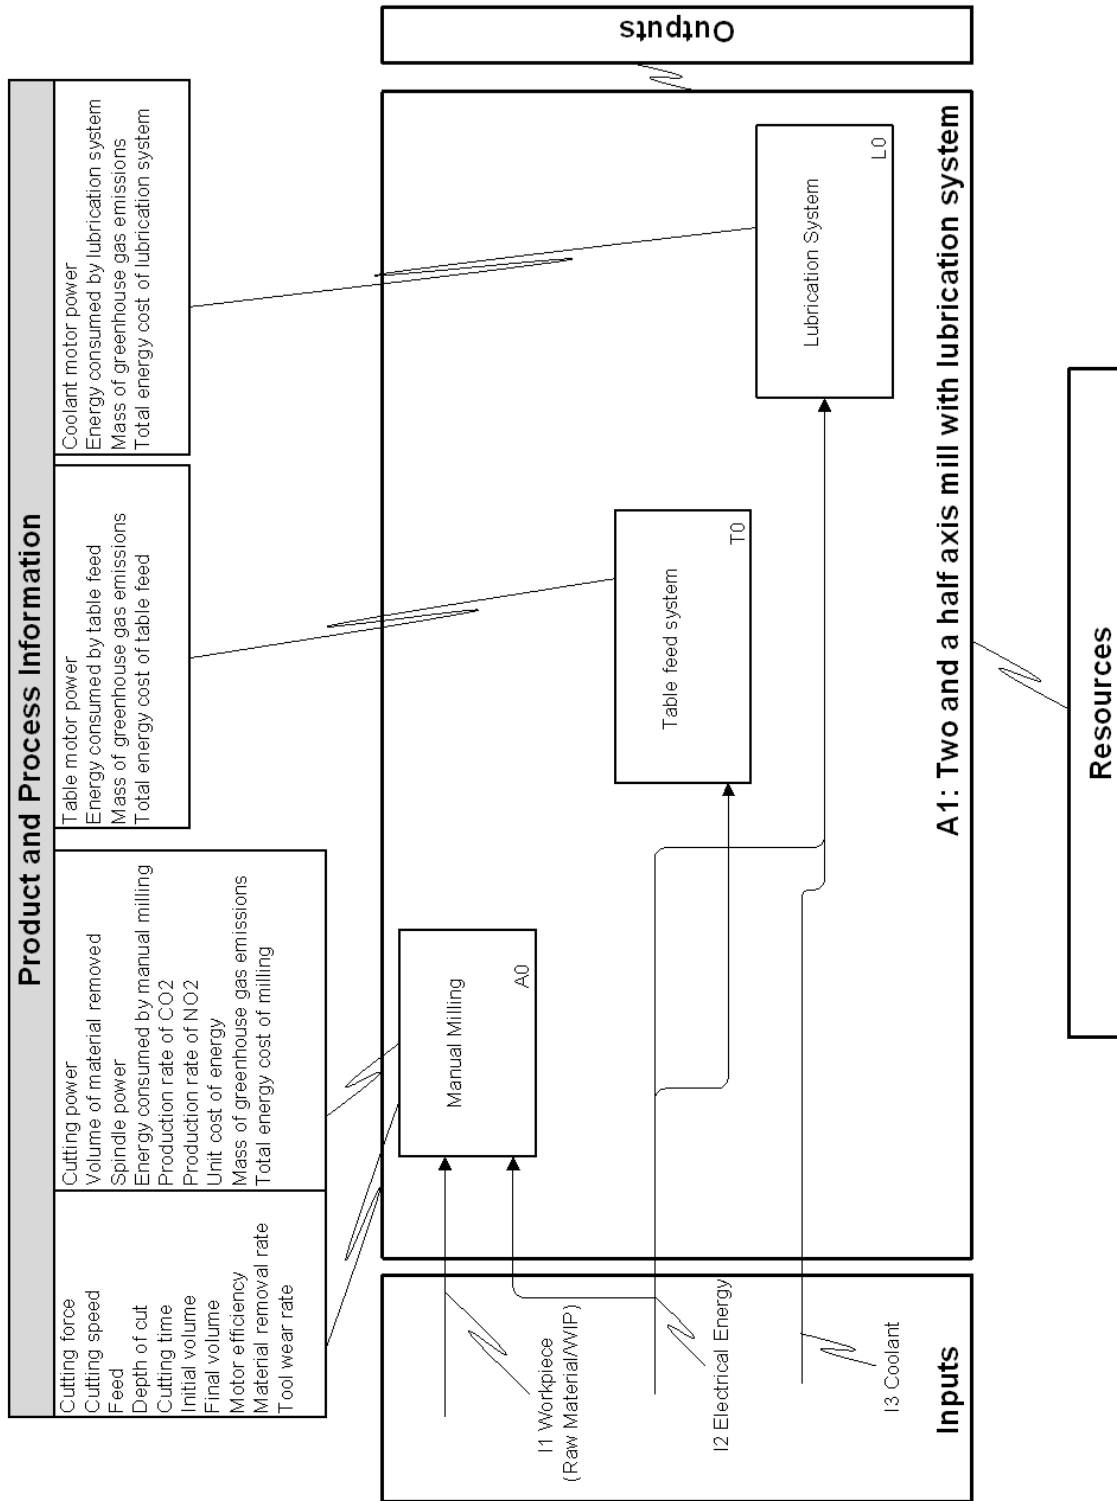 Product and Process Information
Cutting force
Cutting speed
Feed
Depth of cut
Cutting time
Initial volume
Final volume
Motor efficiency
Material removal rate
Tool wear rate
Cutting power
Volume of material removed
Spindle power
Energy consumed by manual milling
Production rate of CO2
Production rate of NO2
Unit cost of energy
Mass of greenhouse gas emissions
Total energy cost of milling
Table motor power
Energy consumed by table feed
Mass of greenhouse gas emissions
Total energy cost of table feed
Coolant motor power
Energy consumed by lubrication system
Mass of greenhouse gas emissions
Total energy cost of lubrication system
I1 Workpiece
(Raw Material/WIP)
I2 Electrical Energy
I3 Coolant
Inputs
Manual Milling
A0
Table feed system
T0
Lubrication System
L0
A1: Two and a half axis mill with lubrication system
Outputs
Resources